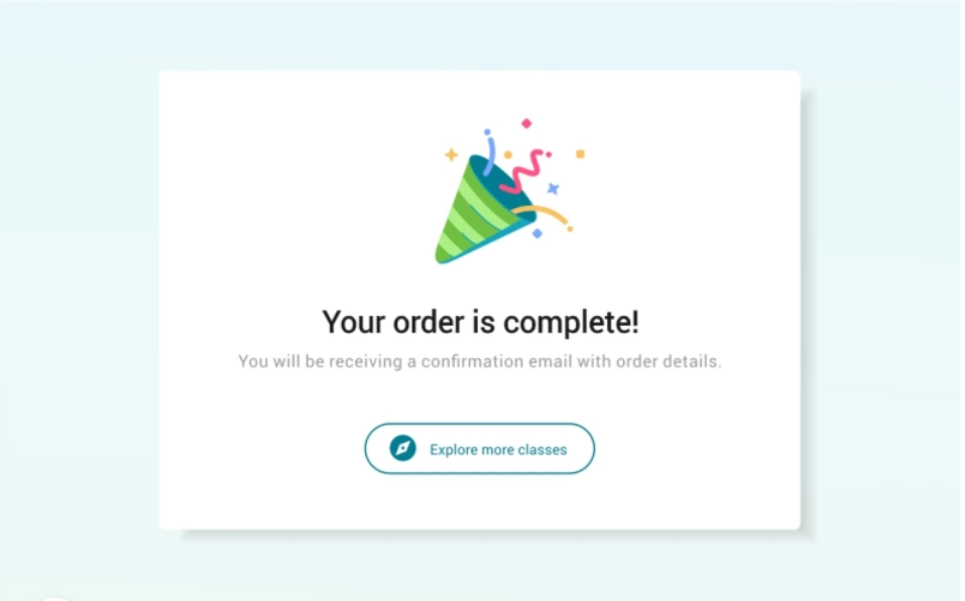 Your order is complete!
You will be receiving a confirmation email with order details.
Explore more classes